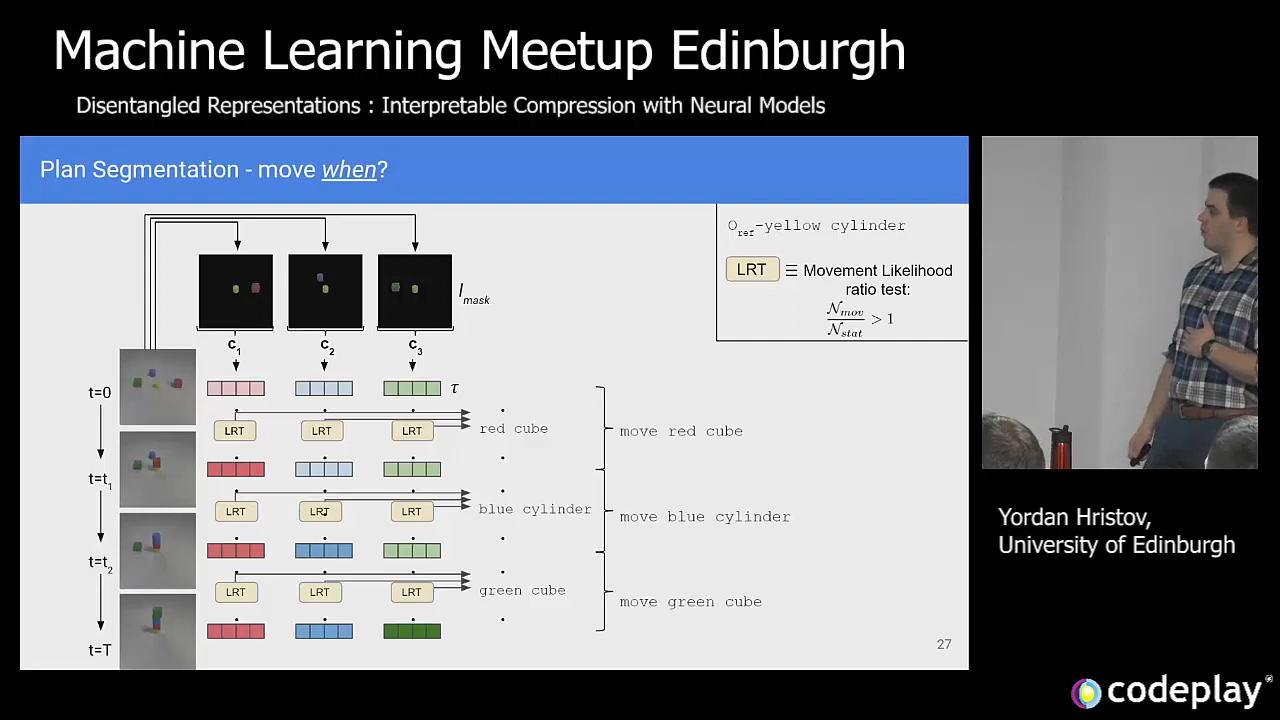 Machine Learning Meetup Edinburgh
Disentangled Representations : Interpretable Compression with Neural Models
Plan Segmentation - move when?
O_ref-yellow cylinder
LRT ≡ Movement Likelihood
ratio test:
N_mov / N_stat > 1
I_mask
c_1 c_2 c_3
t=0 τ
LRT LRT LRT red cube
move red cube
t=t_1
LRT LRT LRT blue cylinder
move blue cylinder
t=t_2
LRT LRT LRT green cube
move green cube
t=T
27
Yordan Hristov,
University of Edinburgh
codeplay®